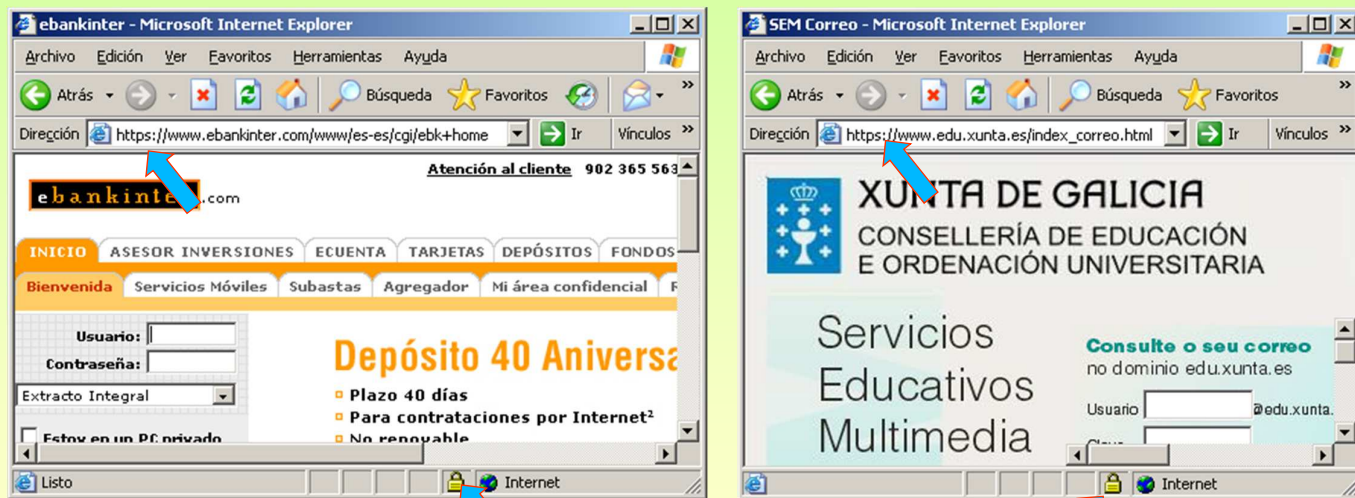 ebankinter - Microsoft Internet Explorer
Archivo Edición Ver Favoritos Herramientas Ayuda
Atrás Búsqueda Favoritos
Dirección https://www.ebankinter.com/www/es-es/cgi/ebk+home Ir Vínculos »
Atención al cliente 902 365 563
.com
INICIO ASESOR INVERSIONES ECUENTA TARJETAS DEPÓSITOS FONDOS
Bienvenida Servicios Móviles Subastas Agregador Mi área confidencial
Usuario:
Contraseña:
Extracto Integral
Estoy en un PC privado
Depósito 40 Aniversa
Plazo 40 días
Para contrataciones por Internet²
No renovable
Listo Internet
SEM Correo - Microsoft Internet Explorer
Archivo Edición Ver Favoritos Herramientas Ayuda
Atrás Búsqueda Favoritos
Dirección https://www.edu.xunta.es/index_correo.html Ir Vínculos »
XUNTA DE GALICIA
CONSELLERÍA DE EDUCACIÓN
E ORDENACIÓN UNIVERSITARIA
Servicios
Educativos
Multimedia
Consulte o seu correo
no dominio edu.xunta.es
Usuario @edu.xunta.
Internet